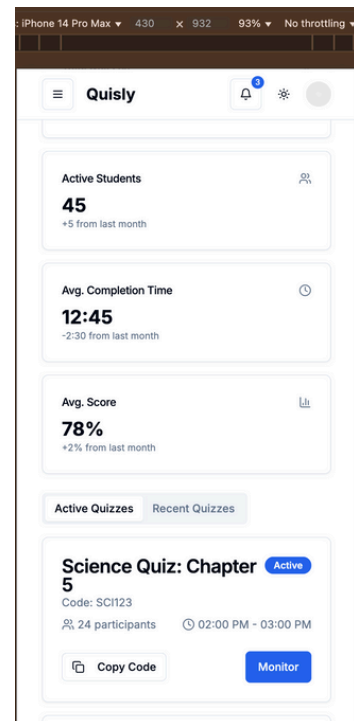 : iPhone 14 Pro Max ▾ 430 × 932 93% ▾ No throttling ▾
Quisly 3
Active Students
45
+5 from last month
Avg. Completion Time
12:45
-2:30 from last month
Avg. Score
78%
+2% from last month
Active Quizzes Recent Quizzes
Science Quiz: Chapter Active
5
Code: SCI123
24 participants 02:00 PM - 03:00 PM
Copy Code Monitor